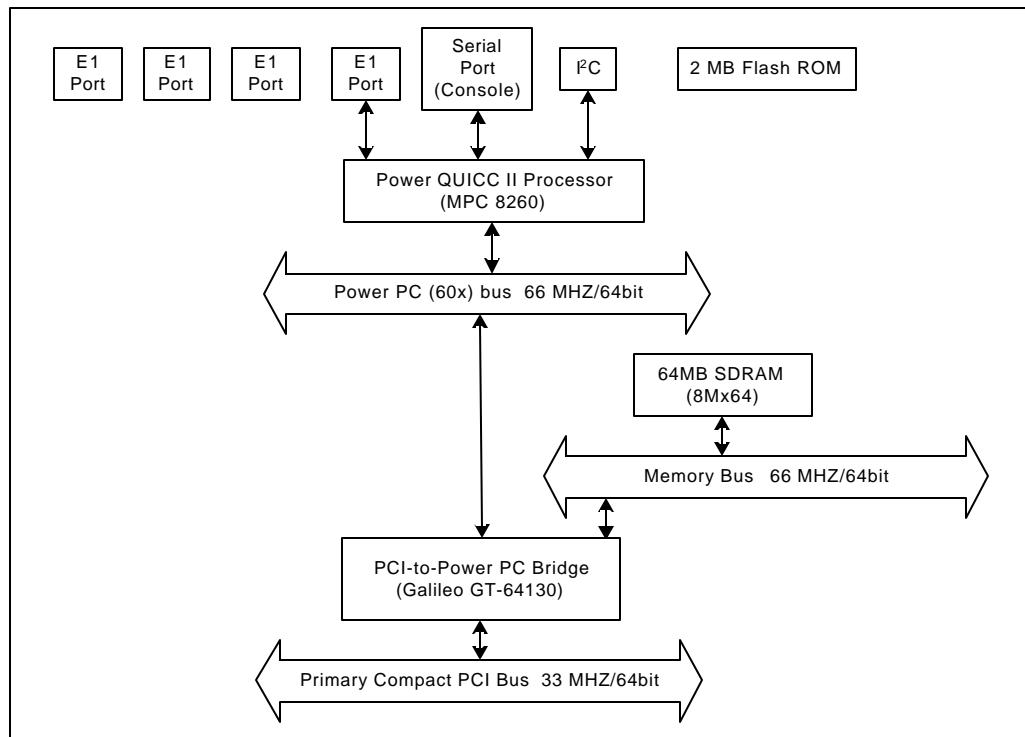 E1
Port
E1
Port
E1
Port
E1
Port
Serial
Port
(Console)
I²C
2 MB Flash ROM
Power QUICC II Processor
(MPC 8260)
Power PC (60x) bus 66 MHZ/64bit
64MB SDRAM
(8Mx64)
Memory Bus 66 MHZ/64bit
PCI-to-Power PC Bridge
(Galileo GT-64130)
Primary Compact PCI Bus 33 MHZ/64bit